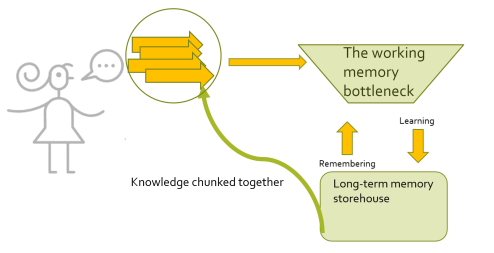 The working
memory
bottleneck
Learning
Remembering
Knowledge chunked together
Long-term memory
storehouse